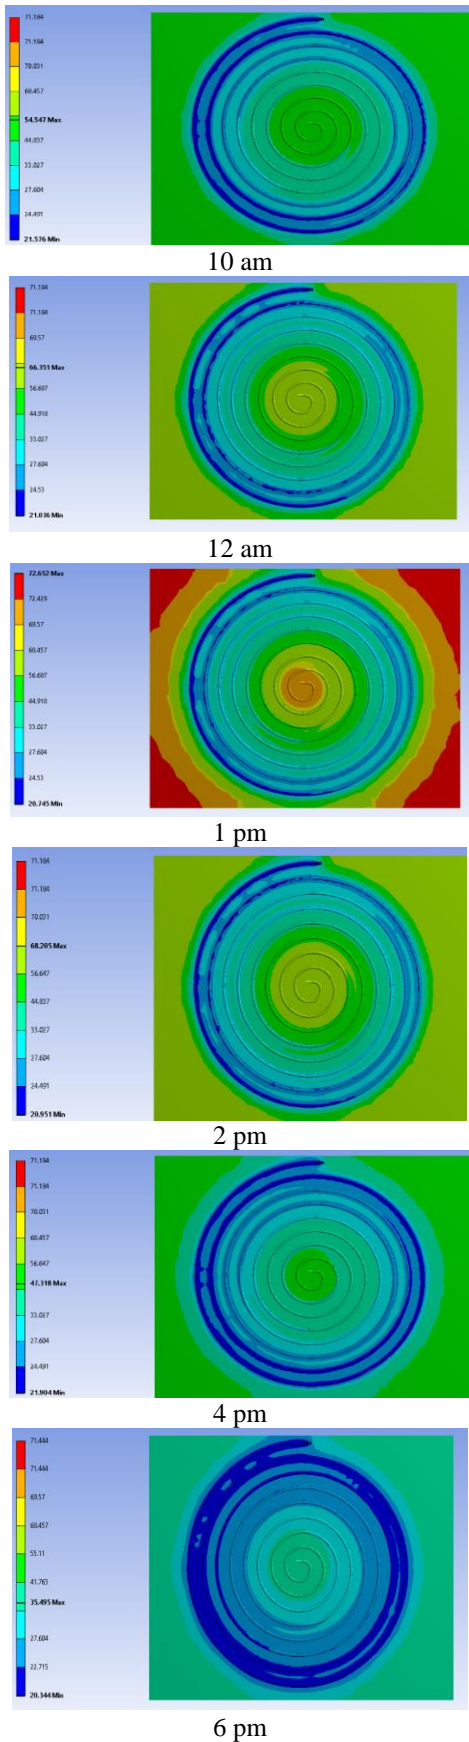 71.184
71.184
70.031
68.457
54.547 Max
44.837
33.027
27.604
24.491
21.576 Min
10 am
71.184
71.184
69.57
66.351 Max
56.687
44.918
33.027
27.604
24.53
21.036 Min
12 am
72.652 Max
72.429
69.57
68.457
56.687
44.918
33.027
27.604
24.53
20.745 Min
1 pm
71.184
71.184
70.031
68.205 Max
56.647
44.837
33.027
27.604
24.491
20.951 Min
2 pm
71.184
71.184
70.031
68.457
56.647
47.318 Max
33.027
27.604
24.491
21.904 Min
4 pm
71.444
71.444
69.57
68.457
55.11
41.763
35.495 Max
27.604
22.715
20.344 Min
6 pm